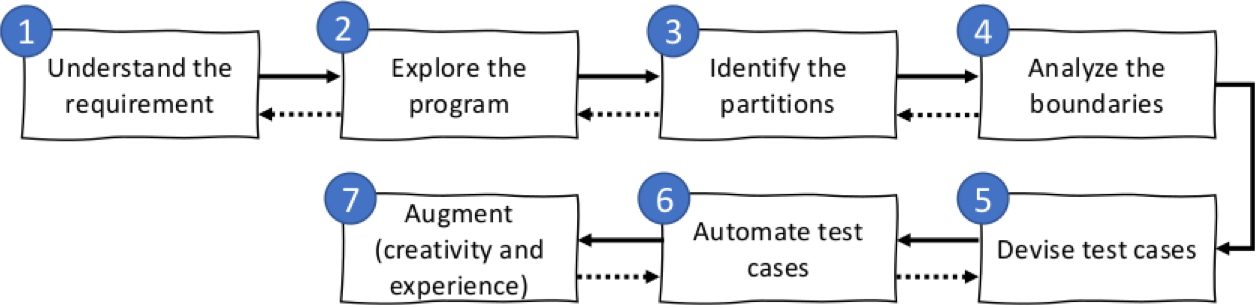 1
Understand the
requirement
2
Explore the
program
3
Identify the
partitions
4
Analyze the
boundaries
5
Devise test cases
6
Automate test
cases
7
Augment
(creativity and
experience)